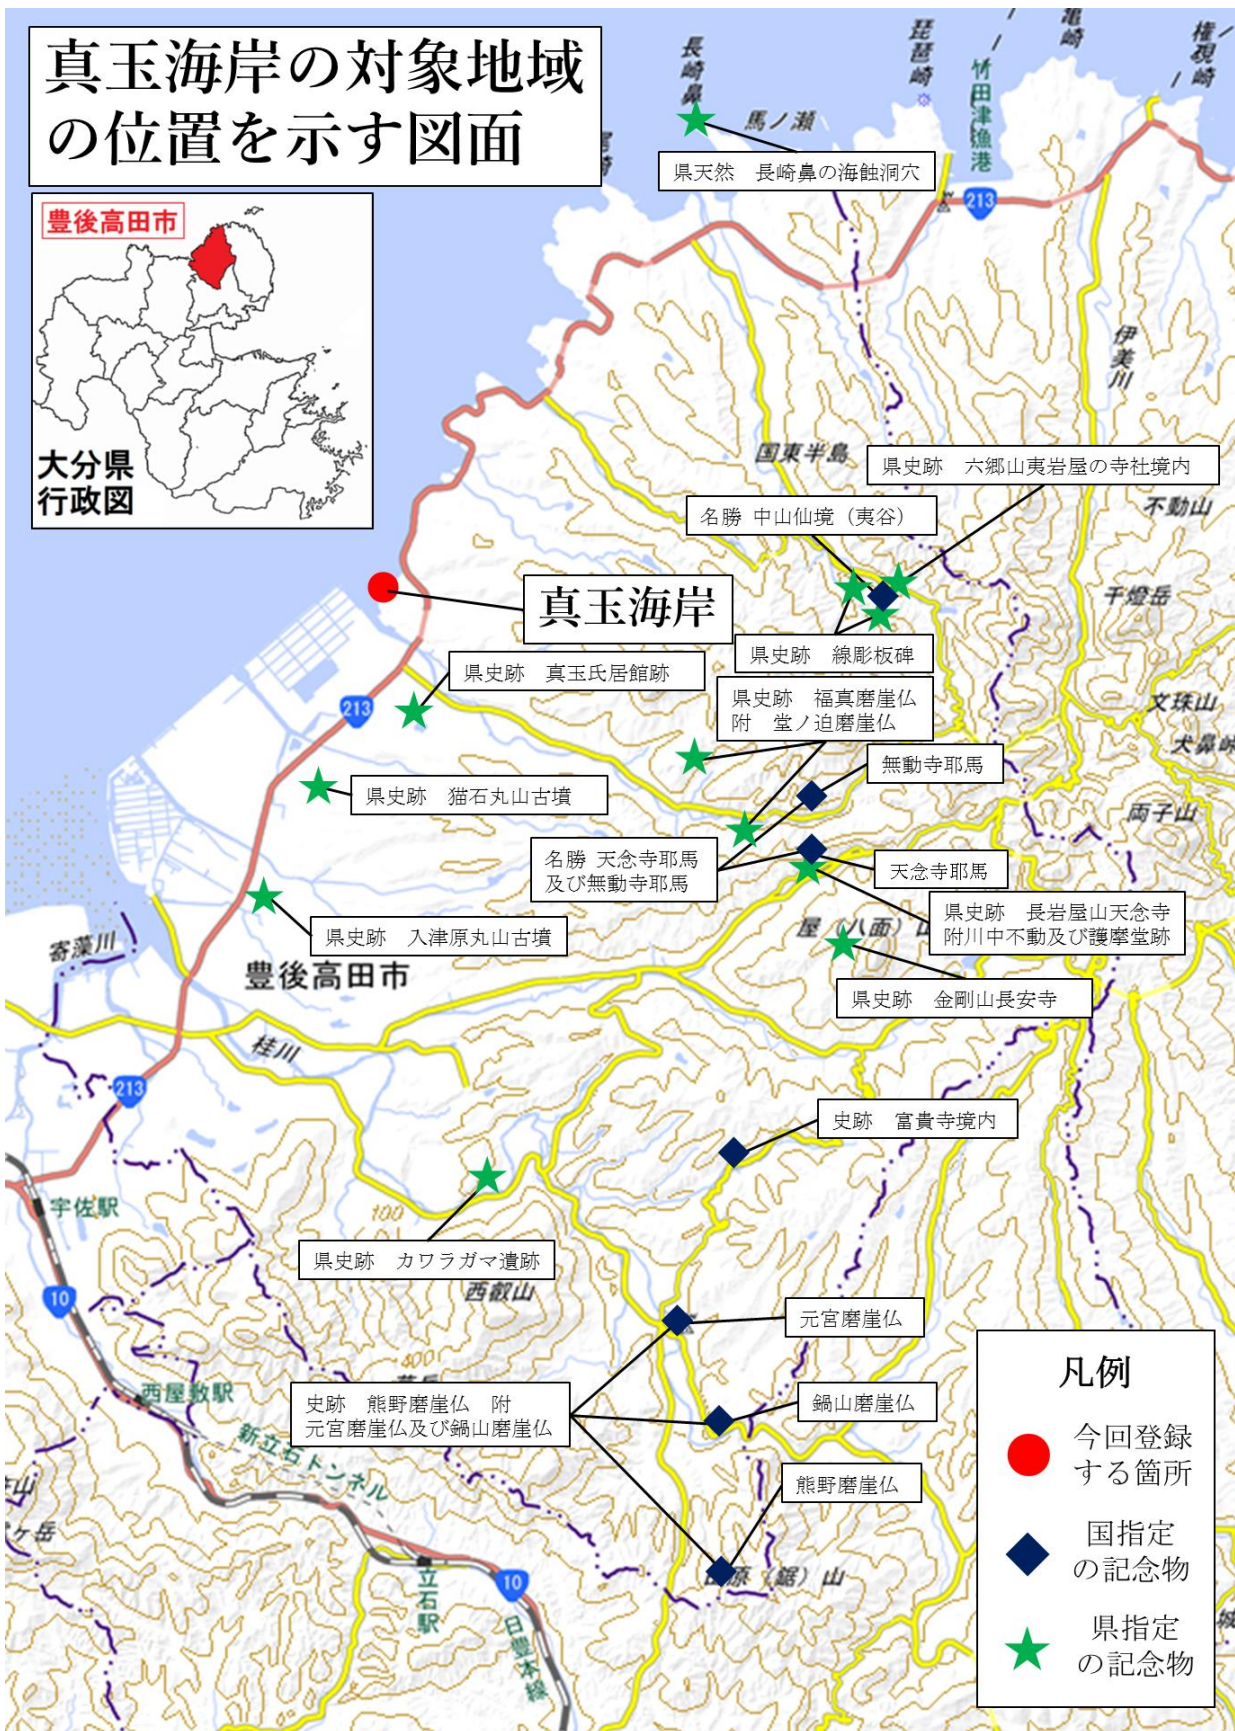 真玉海岸の対象地域
の位置を示す図面
豊後高田市
大分県
行政図
長崎鼻
馬ノ瀬
琵琶崎
竹田津漁港
亀崎
権現崎
県天然　長崎鼻の海蝕洞穴
213
伊美川
国東半島
県史跡　六郷山夷岩屋の寺社境内
不動山
名勝 中山仙境（夷谷）
千燈岳
真玉海岸
県史跡　線彫板碑
県史跡　真玉氏居館跡
県史跡　福真磨崖仏
附　堂ノ迫磨崖仏
文珠山
犬鼻峠
213
無動寺耶馬
県史跡　猫石丸山古墳
両子山
名勝 天念寺耶馬
及び無動寺耶馬
天念寺耶馬
県史跡　長岩屋山天念寺
附川中不動及び護摩堂跡
屋（八面）山
県史跡　入津原丸山古墳
寄藻川
豊後高田市
県史跡　金剛山長安寺
桂川
213
史跡　富貴寺境内
宇佐駅
100
県史跡　カワラガマ遺跡
西叡山
10
元宮磨崖仏
400
西屋敷駅
史跡　熊野磨崖仏　附
元宮磨崖仏及び鍋山磨崖仏
鍋山磨崖仏
新立石トンネル
熊野磨崖仏
原（鋸）山
立石駅
10
日豊本線
城
凡例
今回登録
する箇所
国指定
の記念物
県指定
の記念物